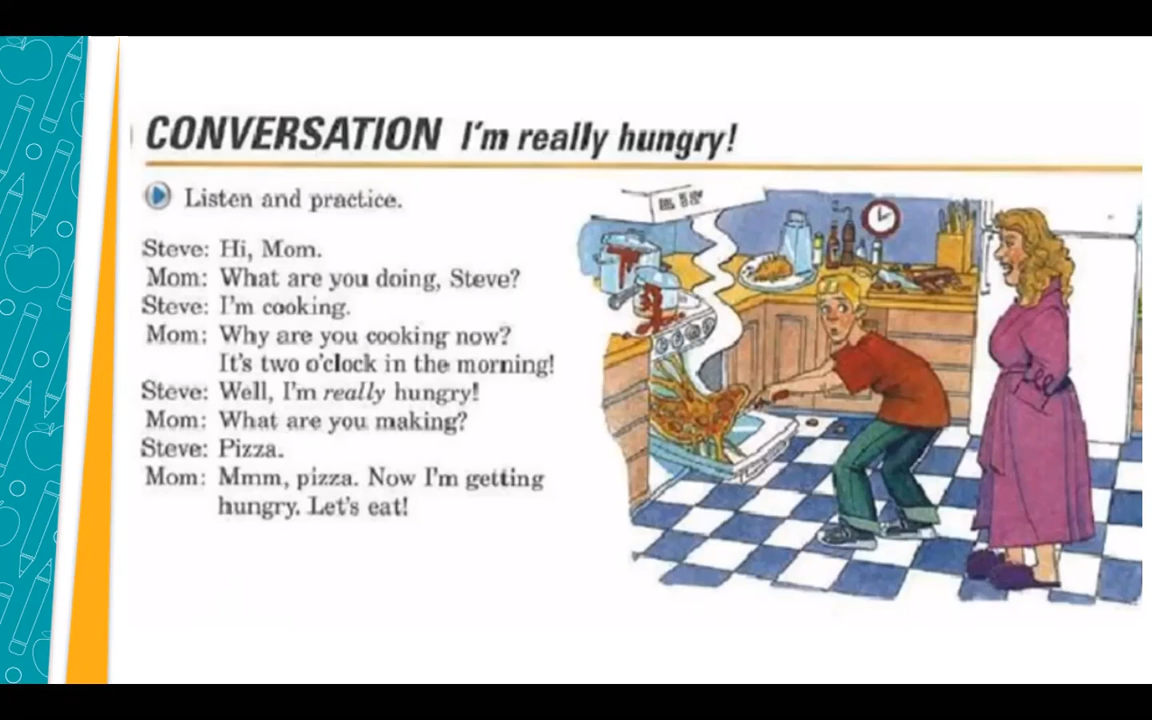 CONVERSATION I'm really hungry!
Listen and practice.
Steve: Hi, Mom.
Mom: What are you doing, Steve?
Steve: I'm cooking.
Mom: Why are you cooking now?
It's two o'clock in the morning!
Steve: Well, I'm really hungry!
Mom: What are you making?
Steve: Pizza.
Mom: Mmm, pizza. Now I'm getting
hungry. Let's eat!